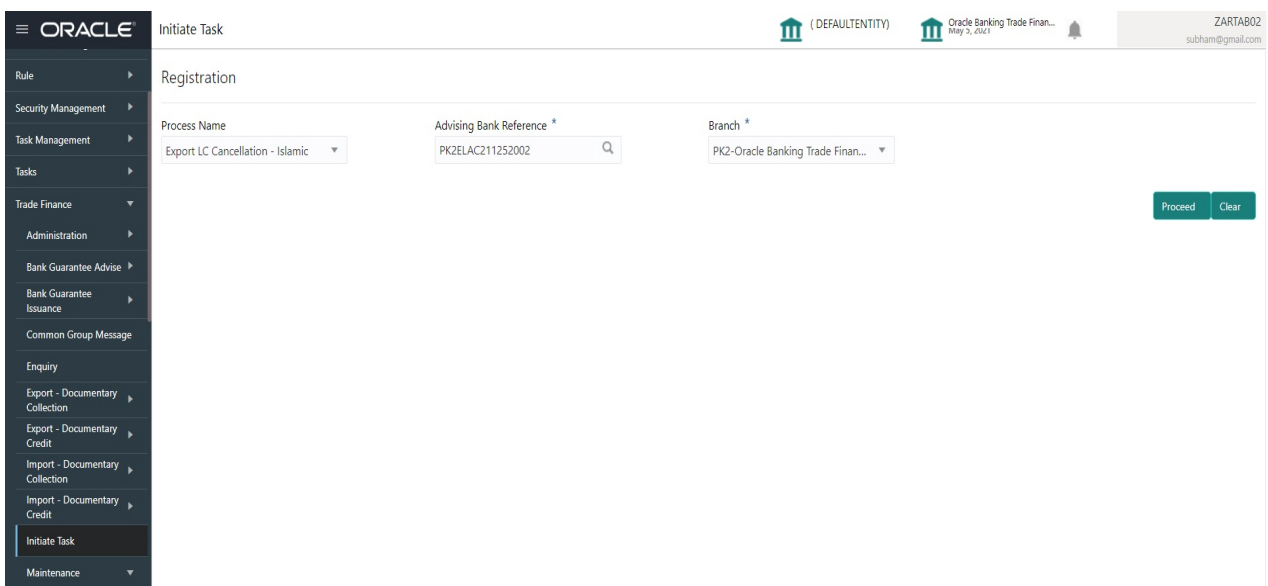 ORACLE
Initiate Task
( DEFAULTENTITY)
Oracle Banking Trade Finan...
May 5, 2021
ZARTAB02
subham@gmail.com
Rule
Security Management
Task Management
Tasks
Trade Finance
Administration
Bank Guarantee Advise
Bank Guarantee
Issuance
Common Group Message
Enquiry
Export - Documentary
Collection
Export - Documentary
Credit
Import - Documentary
Collection
Import - Documentary
Credit
Initiate Task
Maintenance
Registration
Process Name
Export LC Cancellation - Islamic
Advising Bank Reference *
PK2ELAC211252002
Branch *
PK2-Oracle Banking Trade Finan...
Proceed
Clear